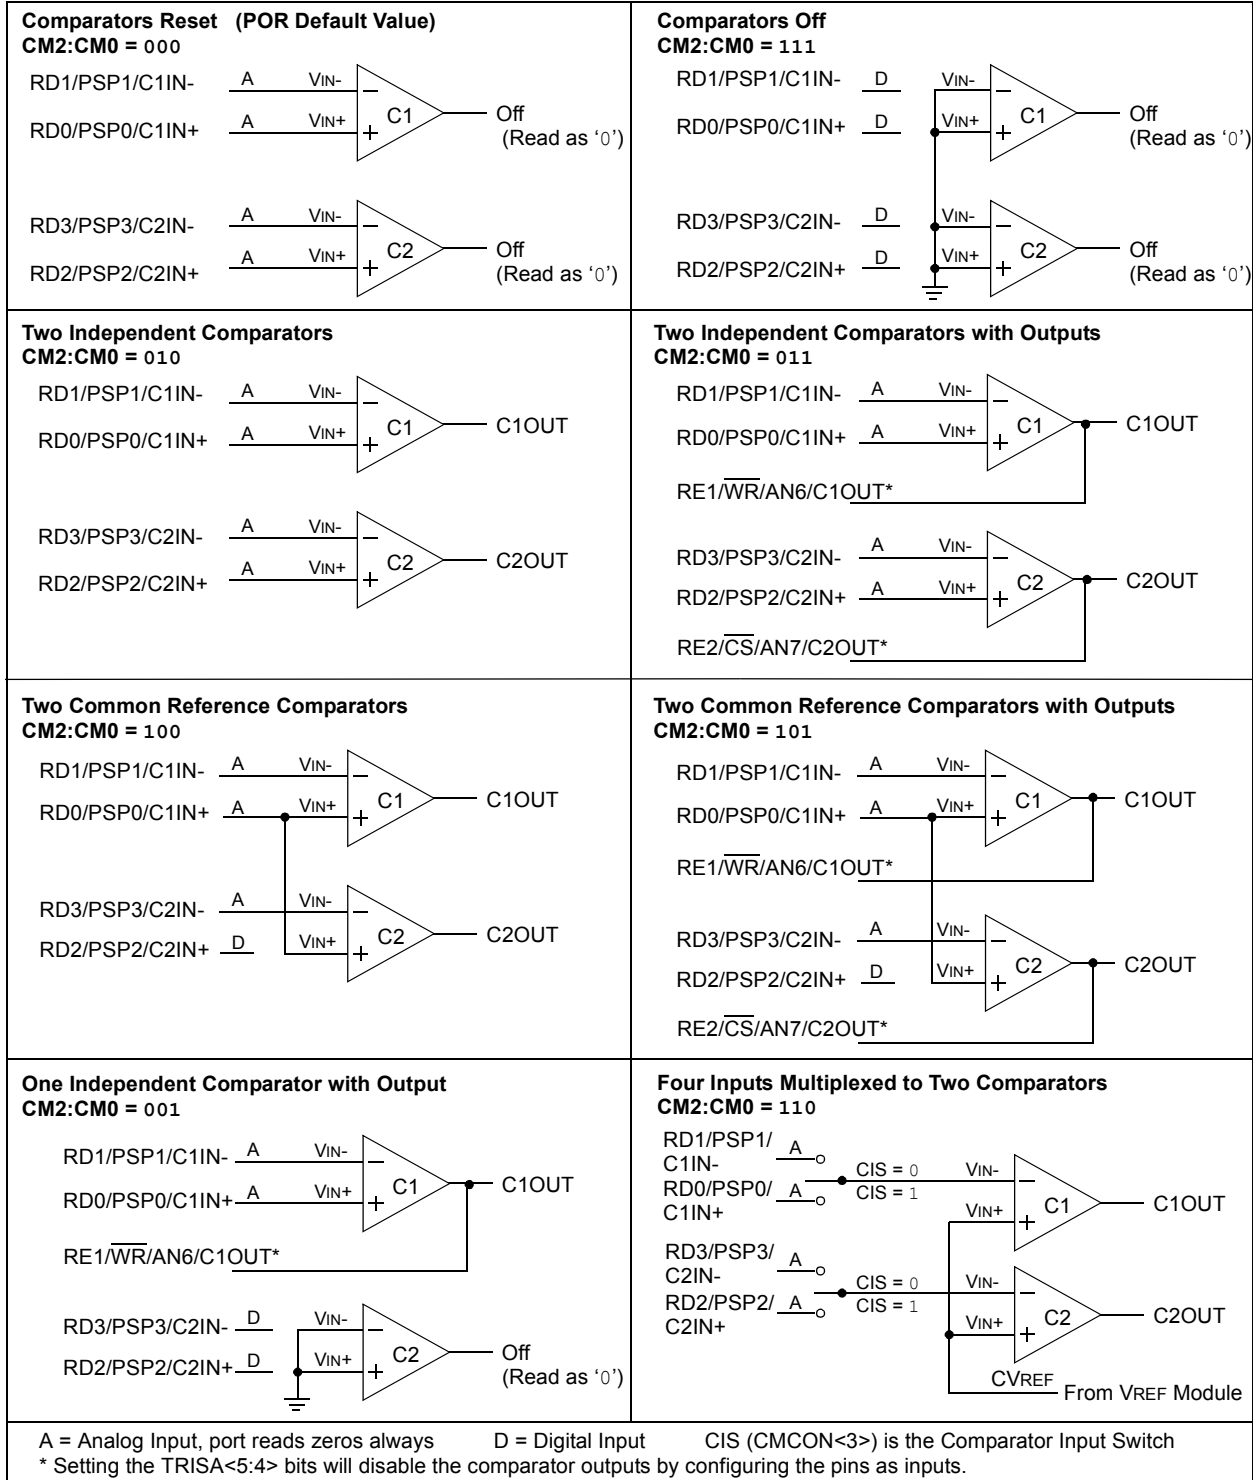 Comparators Reset (POR Default Value)
CM2:CM0 = 000
RD1/PSP1/C1IN- A VIN-
RD0/PSP0/C1IN+ A VIN+
C1
Off
(Read as ‘0’)
RD3/PSP3/C2IN- A VIN-
RD2/PSP2/C2IN+ A VIN+
C2
Off
(Read as ‘0’)
Comparators Off
CM2:CM0 = 111
RD1/PSP1/C1IN- D VIN-
RD0/PSP0/C1IN+ D VIN+
C1
Off
(Read as ‘0’)
RD3/PSP3/C2IN- D VIN-
RD2/PSP2/C2IN+ D VIN+
C2
Off
(Read as ‘0’)
Two Independent Comparators
CM2:CM0 = 010
RD1/PSP1/C1IN- A VIN-
RD0/PSP0/C1IN+ A VIN+
C1 C1OUT
RD3/PSP3/C2IN- A VIN-
RD2/PSP2/C2IN+ A VIN+
C2 C2OUT
Two Independent Comparators with Outputs
CM2:CM0 = 011
RD1/PSP1/C1IN- A VIN-
RD0/PSP0/C1IN+ A VIN+
C1 C1OUT
RE1/WR/AN6/C1OUT*
RD3/PSP3/C2IN- A VIN-
RD2/PSP2/C2IN+ A VIN+
C2 C2OUT
RE2/CS/AN7/C2OUT*
Two Common Reference Comparators
CM2:CM0 = 100
RD1/PSP1/C1IN- A VIN-
RD0/PSP0/C1IN+ A VIN+
C1 C1OUT
RD3/PSP3/C2IN- A VIN-
RD2/PSP2/C2IN+ D VIN+
C2 C2OUT
Two Common Reference Comparators with Outputs
CM2:CM0 = 101
RD1/PSP1/C1IN- A VIN-
RD0/PSP0/C1IN+ A VIN+
C1 C1OUT
RE1/WR/AN6/C1OUT*
RD3/PSP3/C2IN- A VIN-
RD2/PSP2/C2IN+ D VIN+
C2 C2OUT
RE2/CS/AN7/C2OUT*
One Independent Comparator with Output
CM2:CM0 = 001
RD1/PSP1/C1IN- A VIN-
RD0/PSP0/C1IN+ A VIN+
C1 C1OUT
RE1/WR/AN6/C1OUT*
RD3/PSP3/C2IN- D VIN-
RD2/PSP2/C2IN+ D VIN+
C2
Off
(Read as ‘0’)
Four Inputs Multiplexed to Two Comparators
CM2:CM0 = 110
RD1/PSP1/
C1IN- A
RD0/PSP0/
C1IN+ A
CIS = 0 VIN-
CIS = 1
VIN+
C1 C1OUT
RD3/PSP3/
C2IN- A
RD2/PSP2/
C2IN+ A
CIS = 0 VIN-
CIS = 1
VIN+
C2 C2OUT
CVREF
From VREF Module
A = Analog Input, port reads zeros always D = Digital Input CIS (CMCON<3>) is the Comparator Input Switch
* Setting the TRISA<5:4> bits will disable the comparator outputs by configuring the pins as inputs.